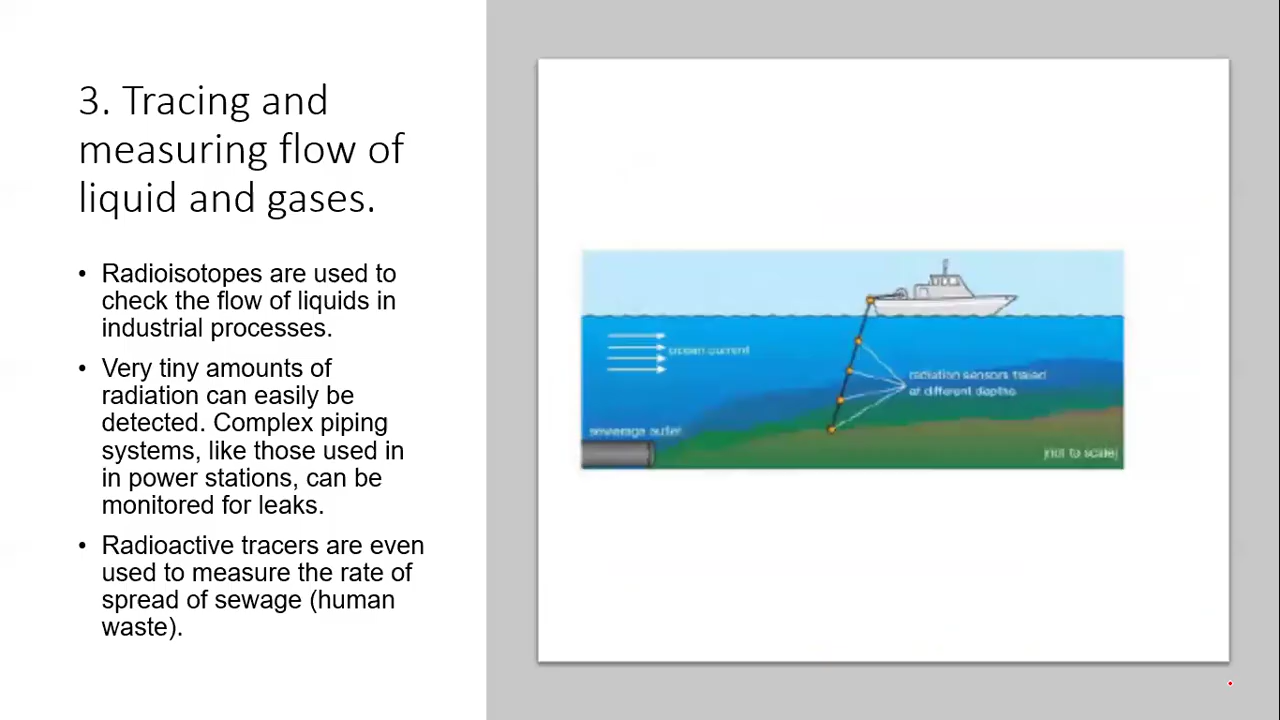 3. Tracing and
measuring flow of
liquid and gases.
• Radioisotopes are used to
check the flow of liquids in
industrial processes.
• Very tiny amounts of
radiation can easily be
detected. Complex piping
systems, like those used in
in power stations, can be
monitored for leaks.
• Radioactive tracers are even
used to measure the rate of
spread of sewage (human
waste).
ocean current
radiation sensors trailed
at different depths
sewerage outlet
(not to scale)